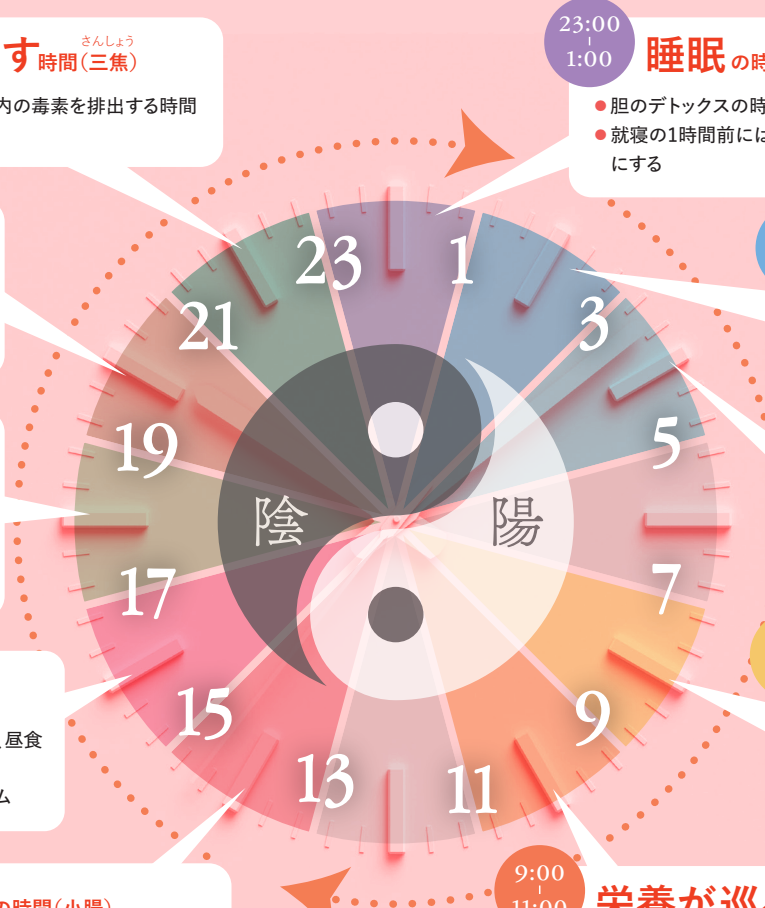 さんしょう
す時間(三焦)
内の毒素を排出する時間
23:00
1:00
睡眠の時
●胆のデトックスの時
●就寝の1時間前には
にする
23
1
21
3
19
5
陰
陽
17
7
15
9
13
11
昼食
ム
の時間(小腸)
9:00
11:00
栄養が巡